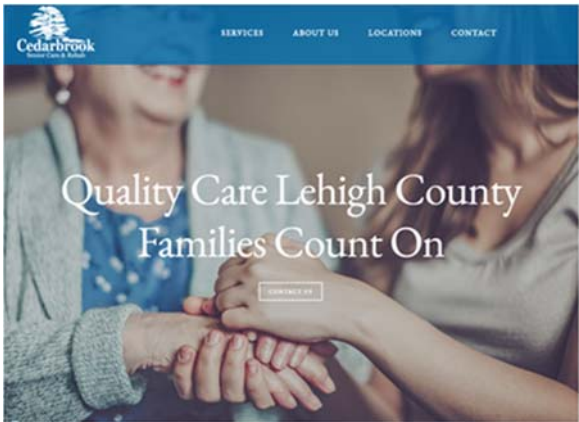 Cedarbrook
Senior Care & Rehab
SERVICES ABOUT US LOCATIONS CONTACT
Quality Care Lehigh County
Families Count On
CONTACT US